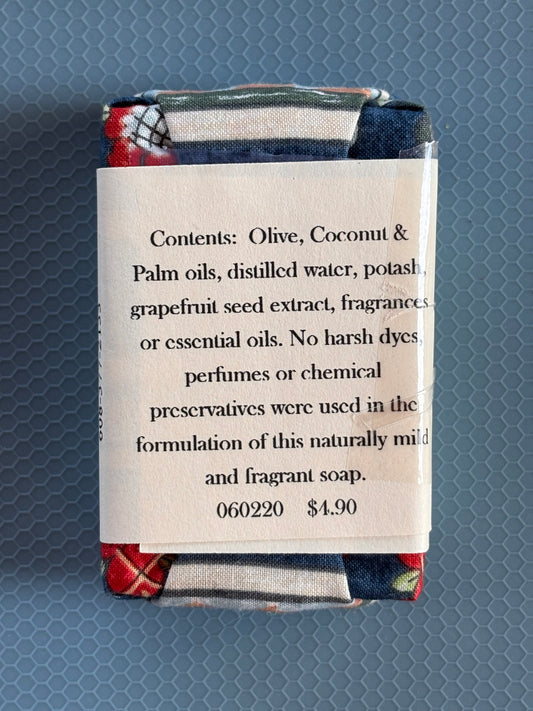 Contents: Olive, Coconut &
Palm oils, distilled water, potash,
grapefruit seed extract, fragrances
or essential oils. No harsh dyes,
perfumes or chemical
preservatives were used in the
formulation of this naturally mild
and fragrant soap.
060220 $4.90